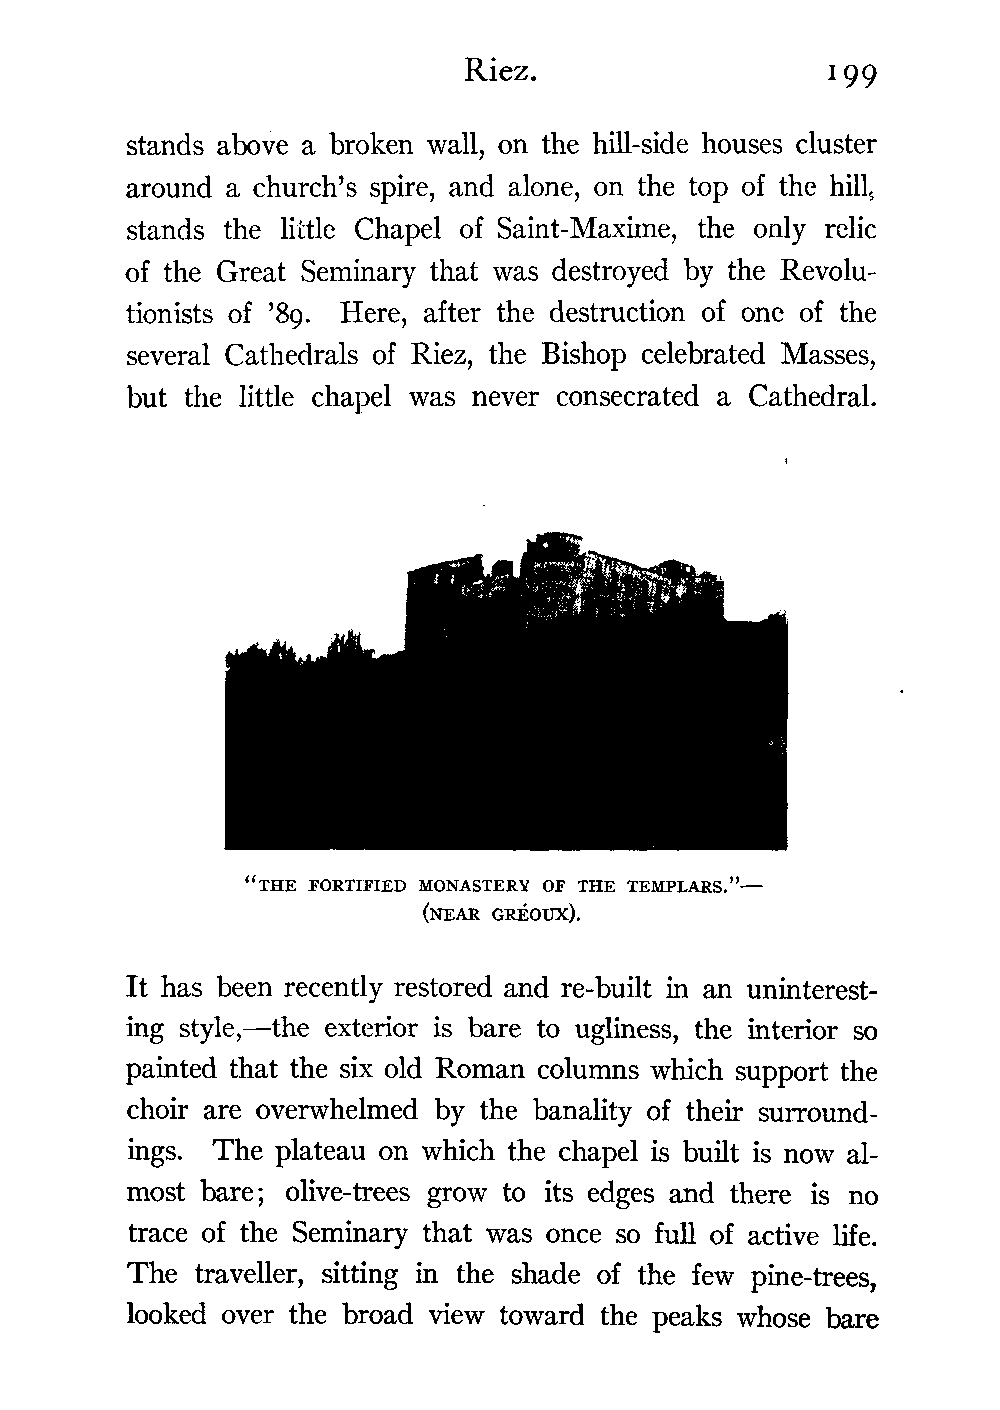 Riez. 199
stands above a broken wall, on the hill-side houses cluster
around a church's spire, and alone, on the top of the hill,
stands the little Chapel of Saint-Maxime, the only relic
of the Great Seminary that was destroyed by the Revolu-
tionists of '89. Here, after the destruction of one of the
several Cathedrals of Riez, the Bishop celebrated Masses,
but the little chapel was never consecrated a Cathedral.
"THE FORTIFIED MONASTERY OF THE TEMPLARS."—
(NEAR GRÉOUX).
It has been recently restored and re-built in an uninterest-
ing style,—the exterior is bare to ugliness, the interior so
painted that the six old Roman columns which support the
choir are overwhelmed by the banality of their surround-
ings. The plateau on which the chapel is built is now al-
most bare; olive-trees grow to its edges and there is no
trace of the Seminary that was once so full of active life.
The traveller, sitting in the shade of the few pine-trees,
looked over the broad view toward the peaks whose bare